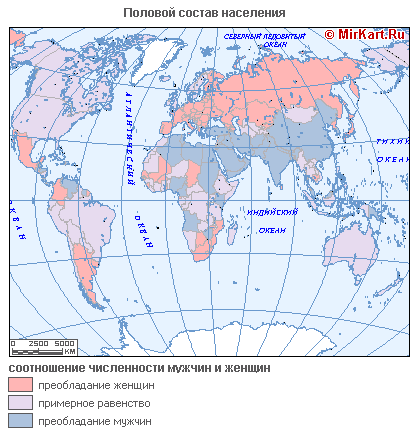 Половой состав населения
© MirKart.Ru
СЕВЕРНЫЙ ЛЕДОВИТЫЙ
ОКЕАН
АТЛАНТИЧЕСКИЙ
ОКЕАН
ТИХИЙ
ОКЕАН
ИНДИЙСКИЙ
ОКЕАН
0 2500 5000
КМ
соотношение численности мужчин и женщин
преобладание женщин
примерное равенство
преобладание мужчин